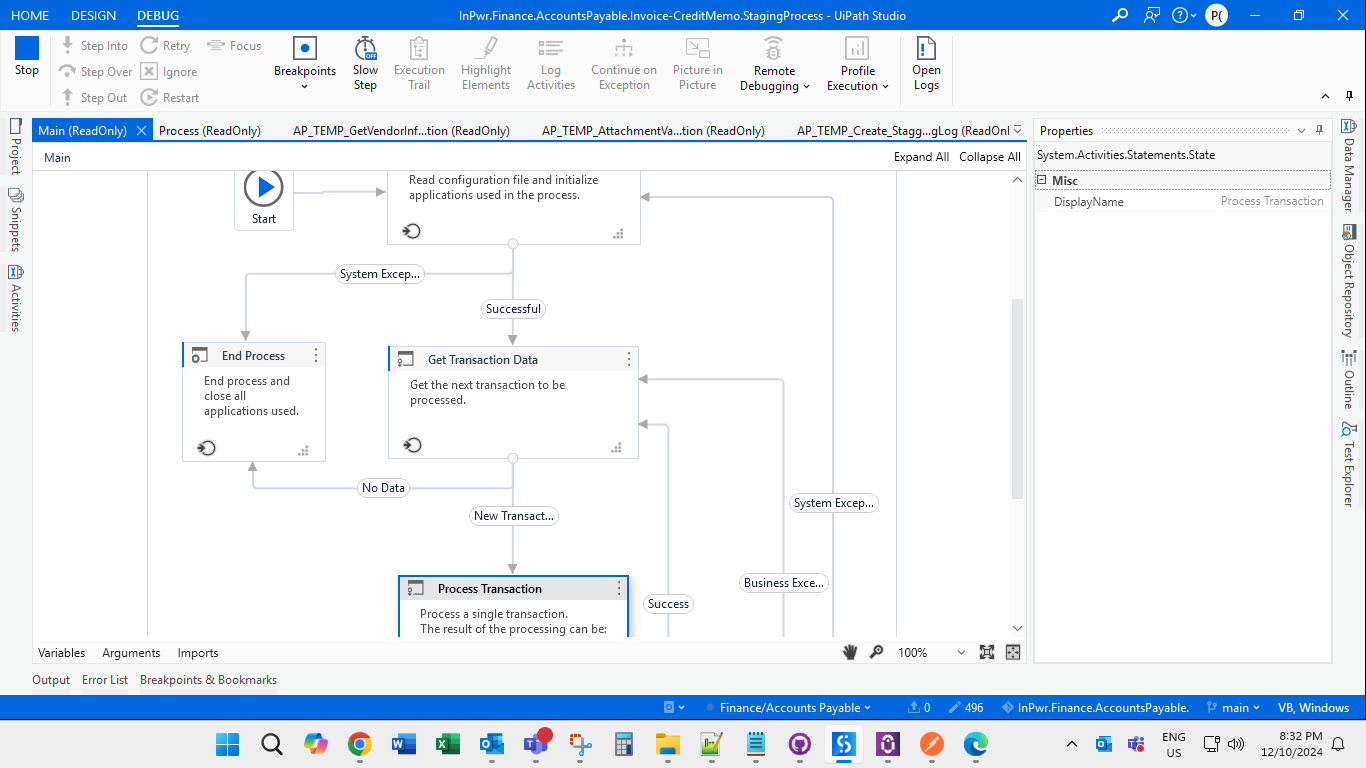 HOME DESIGN DEBUG InPwr.Finance.AccountsPayable.Invoice-CreditMemo.StagingProcess - UiPath Studio P(
Stop
Step Into Retry Focus
Step Over Ignore
Step Out Restart
Breakpoints
Slow Step
Execution Trail
Highlight Elements
Log Activities
Continue on Exception
Picture in Picture
Remote Debugging
Profile Execution
Open Logs
Main (ReadOnly) Process (ReadOnly) AP_TEMP_GetVendorInf...tion (ReadOnly) AP_TEMP_AttachmentVa...tion (ReadOnly) AP_TEMP_Create_Stagg...gLog (ReadOnl
Main Expand All Collapse All
Project
Snippets
Activities
Read configuration file and initialize
applications used in the process.
Start
System Excep...
Successful
End Process
End process and
close all
applications used.
Get Transaction Data
Get the next transaction to be
processed.
No Data
New Transact...
System Excep...
Business Exce...
Success
Process Transaction
Process a single transaction.
The result of the processing can be:
Variables Arguments Imports 100%
Output Error List Breakpoints & Bookmarks
Properties
System.Activities.Statements.State
Misc
DisplayName Process Transaction
Data Manager
Object Repository
Outline
Test Explorer
Finance/Accounts Payable 0 496 InPwr.Finance.AccountsPayable. main VB, Windows
ENG
US
8:32 PM
12/10/2024